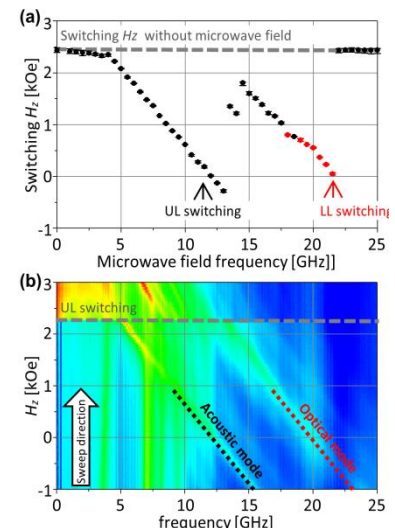 (a)
Switching Hz without microwave field
Switching Hz [kOe]
3
2
1
0
-1
UL switching
LL switching
0 5 10 15 20 25
Microwave field frequency [GHz]]
(b)
UL switching
Hz [kOe]
3
2
1
0
-1
Sweep direction
Acoustic mode
Optical mode
0 5 10 15 20 25
frequency [GHz]